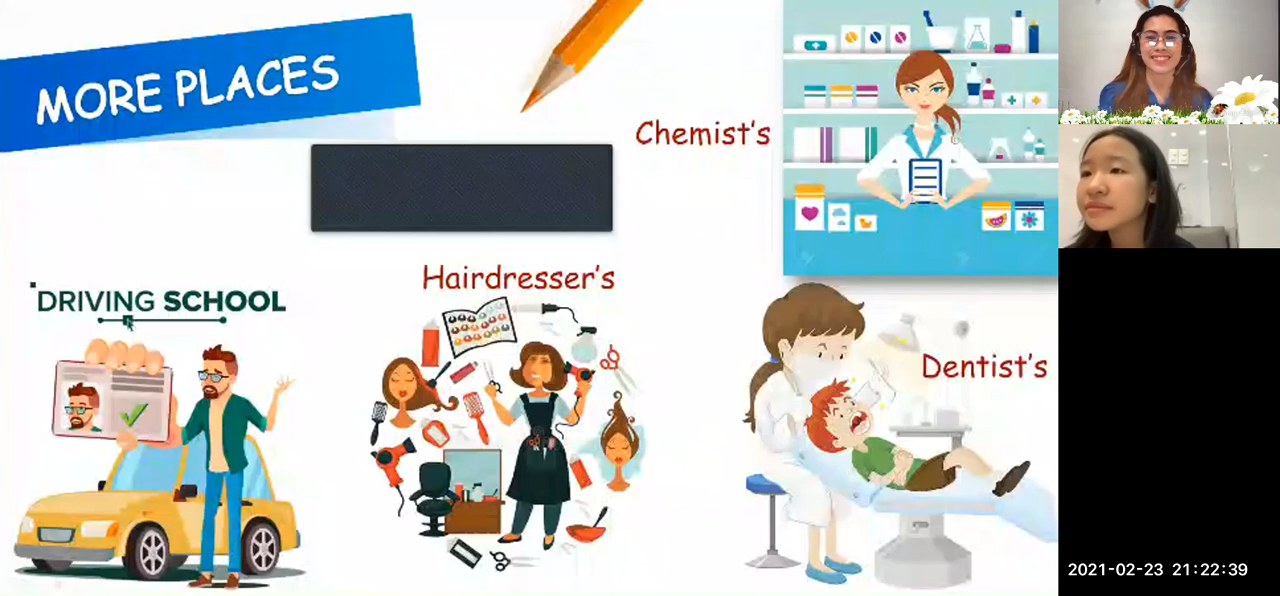 MORE PLACES
Chemist's
Hairdresser's
DRIVING SCHOOL
Dentist's
2021-02-23 21:22:39